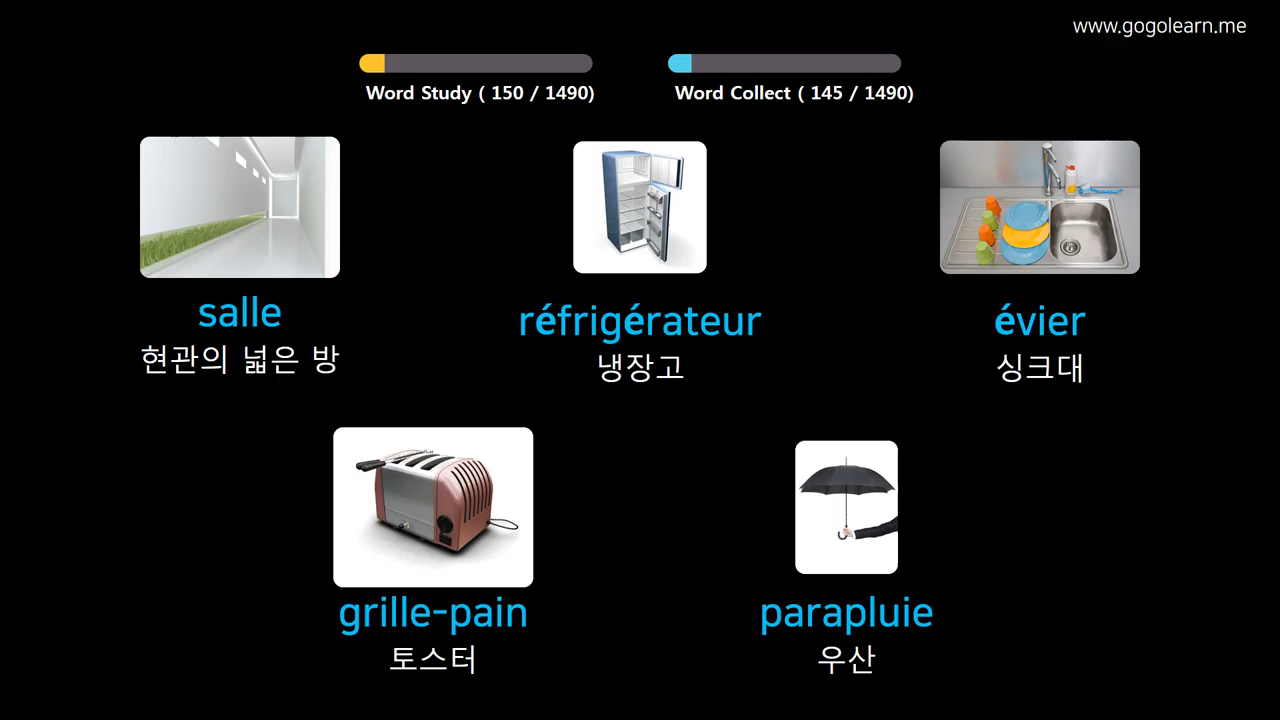 www.gogolearn.me
Word Study ( 150 / 1490)
Word Collect ( 145 / 1490)
salle
현관의 넓은 방
réfrigérateur
냉장고
évier
싱크대
grille-pain
토스터
parapluie
우산